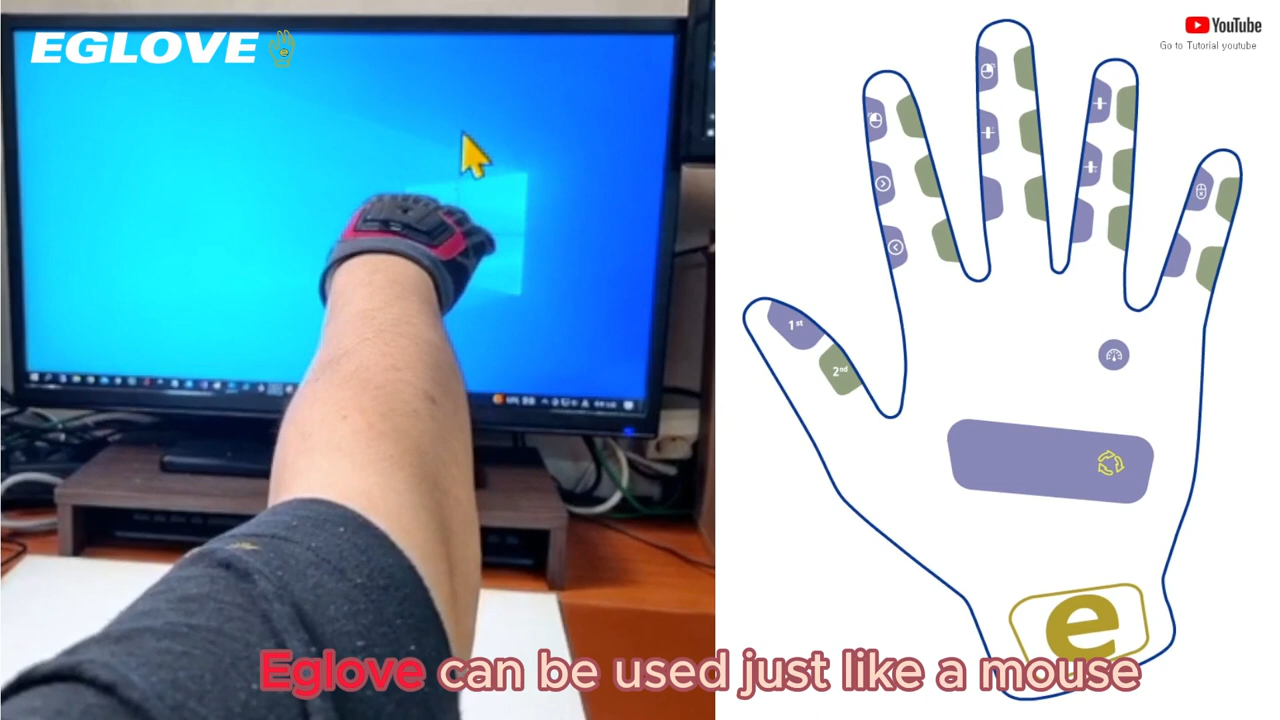 EGLOVE
YouTube
Go to Tutorial youtube
1st
2nd
e
Eglove can be used just like a mouse